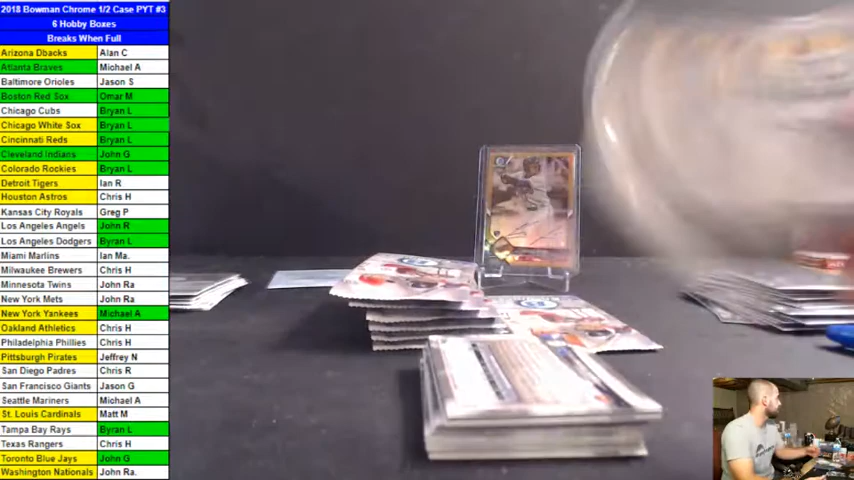 2018 Bowman Chrome 1/2 Case PYT #3
6 Hobby Boxes
Breaks When Full
Arizona Dbacks Alan C
Atlanta Braves Michael A
Baltimore Orioles Jason S
Boston Red Sox Omar M
Chicago Cubs Bryan L
Chicago White Sox Bryan L
Cincinnati Reds Bryan L
Cleveland Indians John G
Colorado Rockies Bryan L
Detroit Tigers Ian R
Houston Astros Chris H
Kansas City Royals Greg P
Los Angeles Angels John R
Los Angeles Dodgers Byran L
Miami Marlins Ian Ma.
Milwaukee Brewers Chris H
Minnesota Twins John Ra
New York Mets John Ra
New York Yankees Michael A
Oakland Athletics Chris H
Philadelphia Phillies Chris H
Pittsburgh Pirates Jeffrey N
San Diego Padres Chris R
San Francisco Giants Jason G
Seattle Mariners Michael A
St. Louis Cardinals Matt M
Tampa Bay Rays Byran L
Texas Rangers Chris H
Toronto Blue Jays John G
Washington Nationals John Ra.